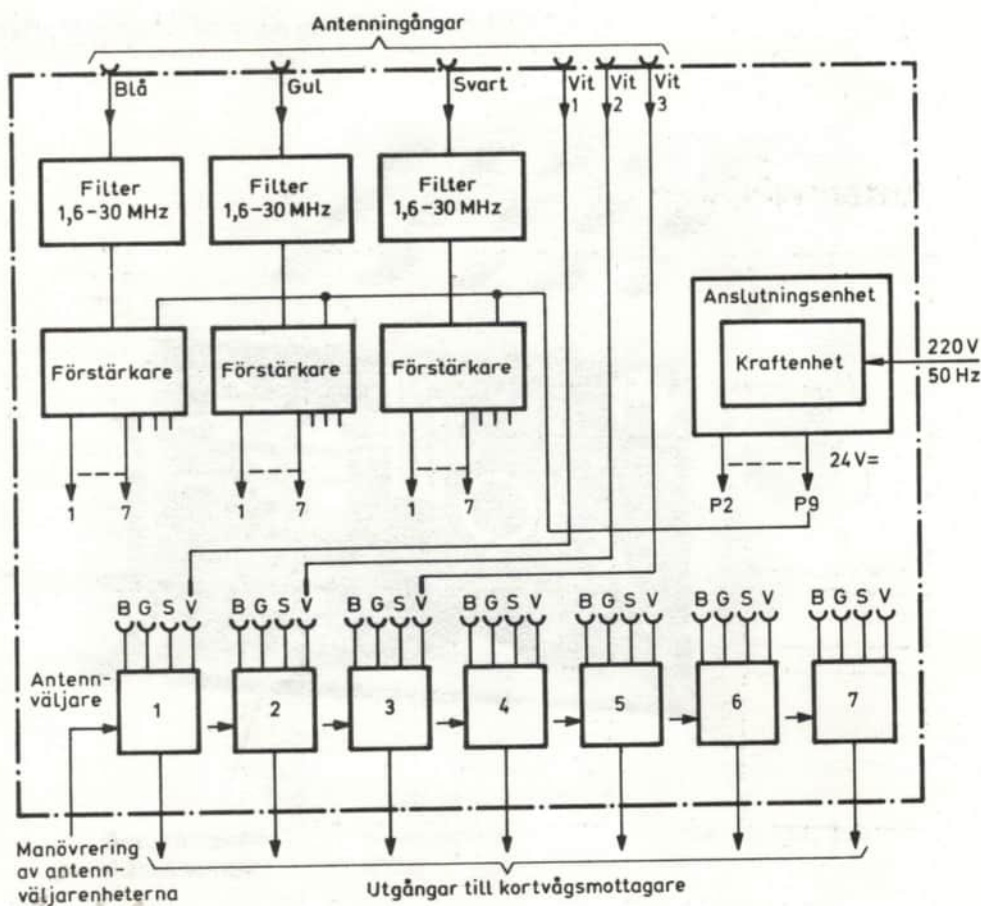 Antenningångar
Blå
Gul
Svart
Vit
1
Vit
2
Vit
3
Filter
1,6-30 MHz
Filter
1,6-30 MHz
Filter
1,6-30 MHz
Anslutningsenhet
Kraftenhet
220 V
50 Hz
Förstärkare
Förstärkare
Förstärkare
24 V=
1 7
1 7
1 7
P2 P9
B G S V
B G S V
B G S V
B G S V
B G S V
B G S V
B G S V
Antenn-
väljare
1
2
3
4
5
6
7
Manövrering
av antenn-
väljarenheterna
Utgångar till kortvågsmottagare